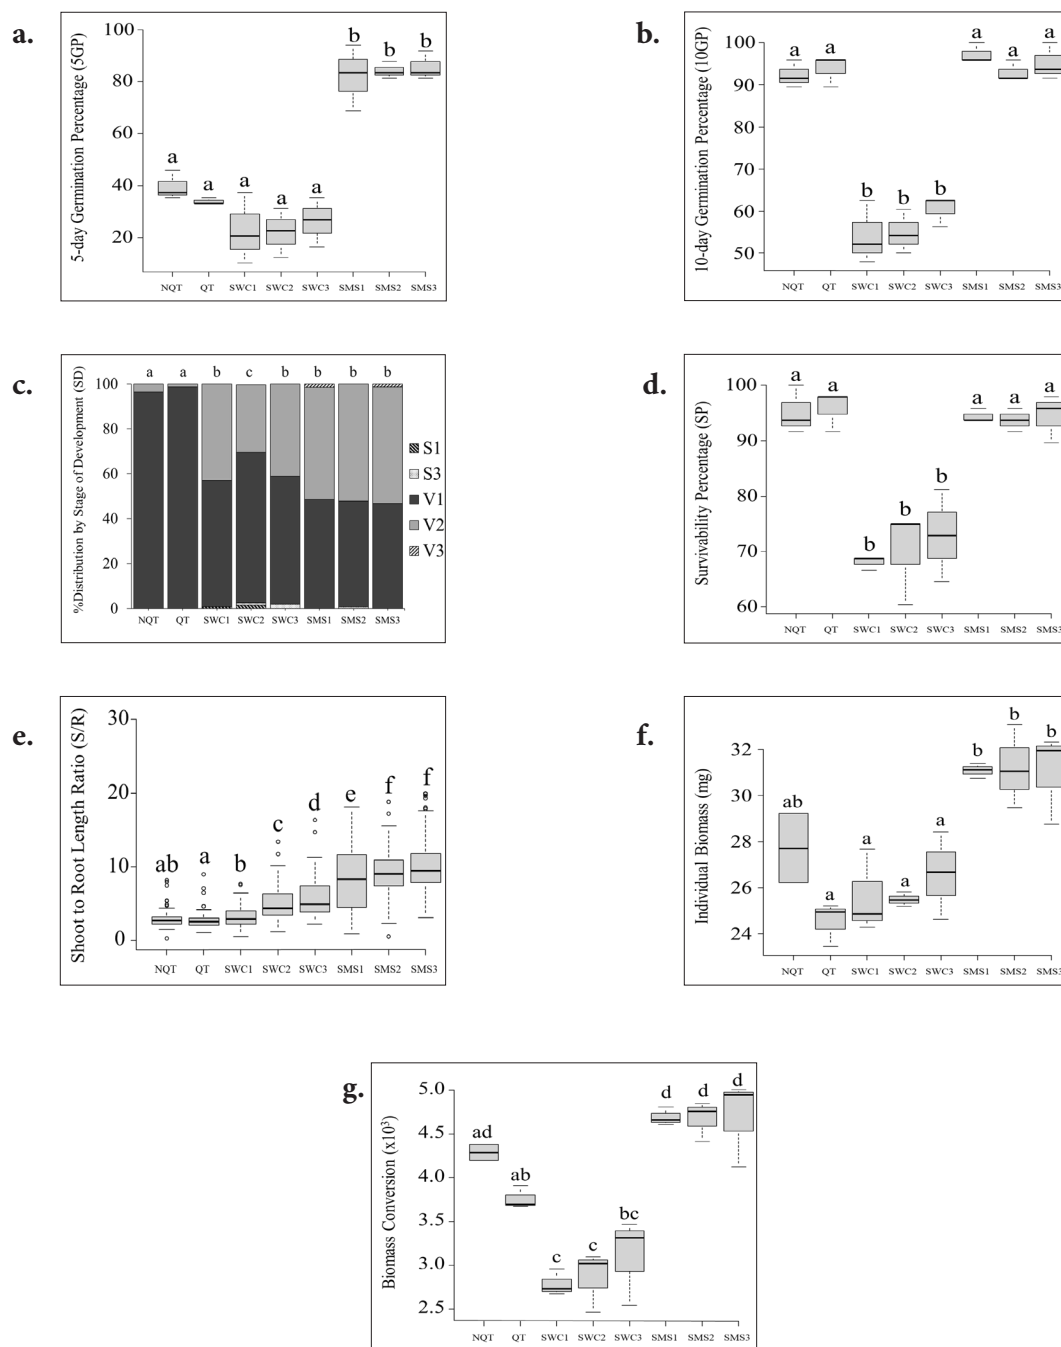 a.
5-day Germination Percentage (5GP)
100
80
60
40
20
a a a a a b b b
NQT QT SWC1 SWC2 SWC3 SMS1 SMS2 SMS3
b.
10-day Germination Percentage (10GP)
100
90
80
70
60
50
a a b b b a a a
NQT QT SWC1 SWC2 SWC3 SMS1 SMS2 SMS3
c.
%Distribution by Stage of Development (SD)
100
80
60
40
20
0
a a b c b b b b
S1
S3
V1
V2
V3
NQT QT SWC1 SWC2 SWC3 SMS1 SMS2 SMS3
d.
Survivability Percentage (SP)
100
90
80
70
60
a a b b b a a a
NQT QT SWC1 SWC2 SWC3 SMS1 SMS2 SMS3
e.
Shoot to Root Length Ratio (S/R)
30
20
10
0
ab a b c d e f f
NQT QT SWC1 SWC2 SWC3 SMS1 SMS2 SMS3
f.
Individual Biomass (mg)
32
30
28
26
24
ab a a a a b b b
NQT QT SWC1 SWC2 SWC3 SMS1 SMS2 SMS3
g.
Biomass Conversion (x10³)
5.0
4.5
4.0
3.5
3.0
2.5
ad ab c c bc d d d
NQT QT SWC1 SWC2 SWC3 SMS1 SMS2 SMS3